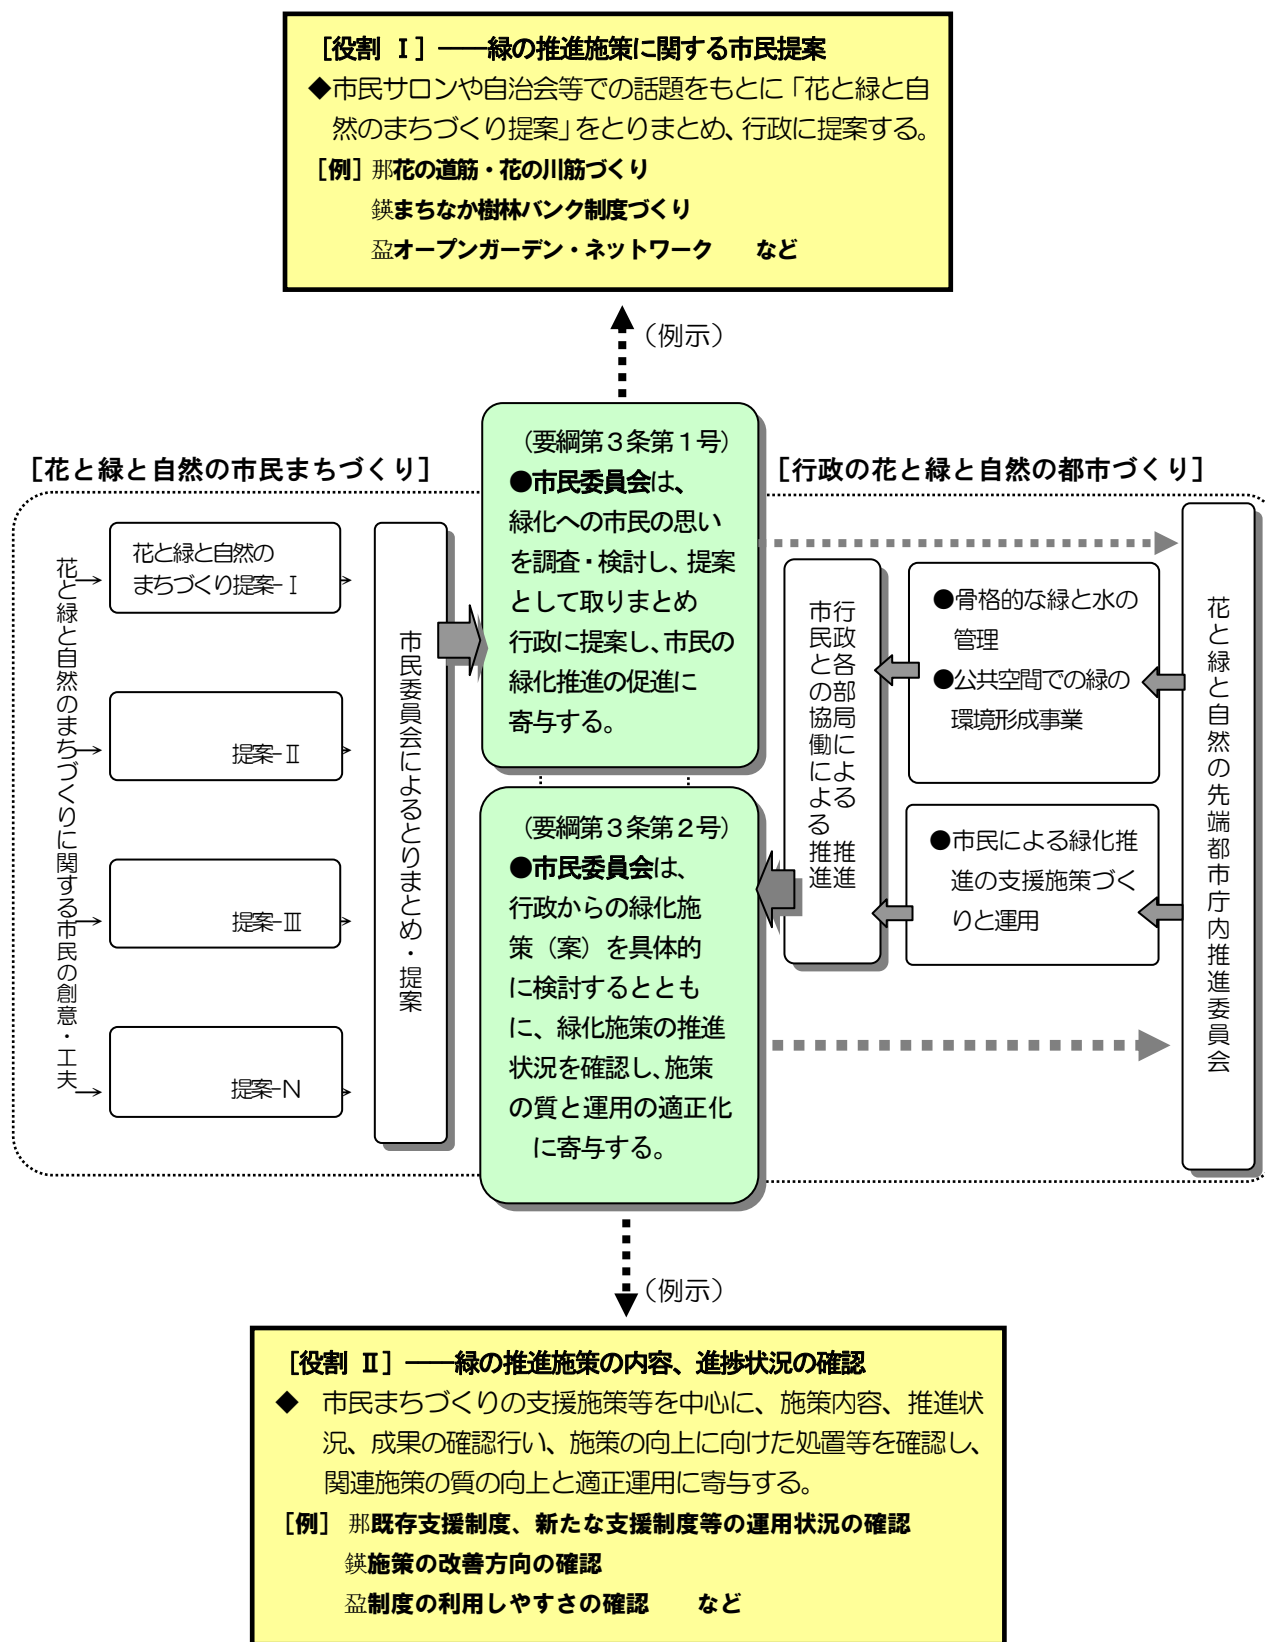 ［役割 Ⅰ］――緑の推進施策に関する市民提案
◆市民サロンや自治会等での話題をもとに「花と緑と自
然のまちづくり提案」をとりまとめ、行政に提案する。
［例］ 那花の道筋・花の川筋づくり
鍈まちなか樹林バンク制度づくり
盁オープンガーデン・ネットワーク　など
（例示）
［花と緑と自然の市民まちづくり］
花と緑と自然のまちづくりに関する市民の創意・工夫
花と緑と自然の
まちづくり提案-Ⅰ
提案-Ⅱ
提案-Ⅲ
提案-N
市民委員会によるとりまとめ・提案
（要綱第３条第１号）
●市民委員会は、
緑化への市民の思い
を調査・検討し、提案
として取りまとめ
行政に提案し、市民の
緑化推進の促進に
寄与する。
（要綱第３条第２号）
●市民委員会は、
行政からの緑化施
策（案）を具体的
に検討するととも
に、緑化施策の推進
状況を確認し、施策
の質と運用の適正化
に寄与する。
［行政の花と緑と自然の都市づくり］
行政各部局による　推進
市民との協働による推進
●骨格的な緑と水の
管理
●公共空間での緑の
環境形成事業
●市民による緑化推
進の支援施策づく
りと運用
花と緑と自然の先端都市庁内推進委員会
（例示）
［役割 Ⅱ］――緑の推進施策の内容、進捗状況の確認
◆　市民まちづくりの支援施策等を中心に、施策内容、推進状
況、成果の確認行い、施策の向上に向けた処置等を確認し、
関連施策の質の向上と適正運用に寄与する。
［例］ 那既存支援制度、新たな支援制度等の運用状況の確認
鍈施策の改善方向の確認
盁制度の利用しやすさの確認　など